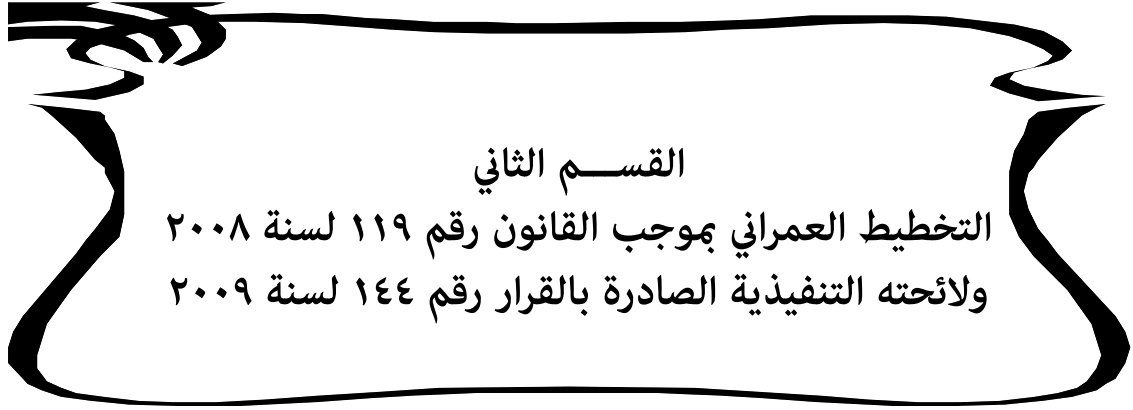 القســـم الثاني
التخطيط العمراني بموجب القانون رقم ١١٩ لسنة ٢٠٠٨
ولائحته التنفيذية الصادرة بالقرار رقم ١٤٤ لسنة ٢٠٠٩